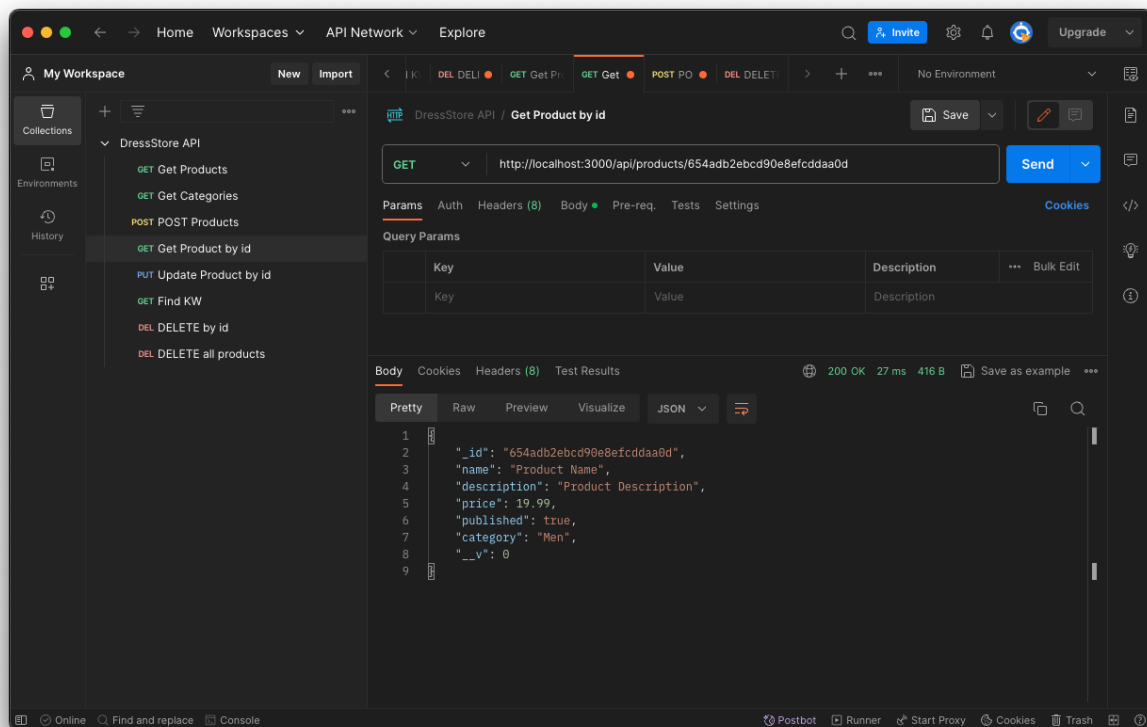 Home Workspaces API Network Explore Invite Upgrade
My Workspace New Import
DEL DELI GET Get Pr GET Get POST PO DEL DELET No Environment
Collections
Environments
History
DressStore API
GET Get Products
GET Get Categories
POST POST Products
GET Get Product by id
PUT Update Product by id
GET Find KW
DEL DELETE by id
DEL DELETE all products
HTTP DressStore API / Get Product by id Save
GET http://localhost:3000/api/products/654adb2ebcd90e8efcddaa0d Send
Params Auth Headers (8) Body Pre-req. Tests Settings Cookies
Query Params
Key Value Description Bulk Edit
Key Value Description
Body Cookies Headers (8) Test Results 200 OK 27 ms 416 B Save as example
Pretty Raw Preview Visualize JSON
1 {
2 "_id": "654adb2ebcd90e8efcddaa0d",
3 "name": "Product Name",
4 "description": "Product Description",
5 "price": 19.99,
6 "published": true,
7 "category": "Men",
8 "__v": 0
9 }
Online Find and replace Console Postbot Runner Start Proxy Cookies Trash